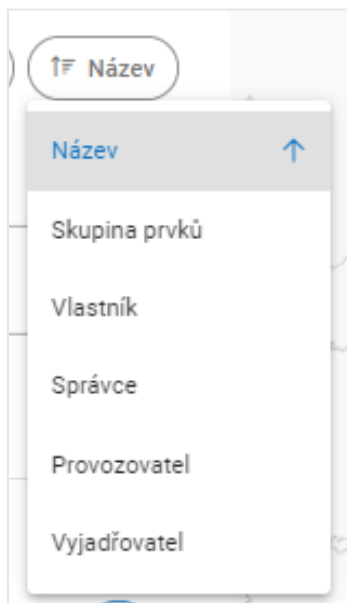 Název
Název
Skupina prvků
Vlastník
Správce
Provozovatel
Vyjadřovatel